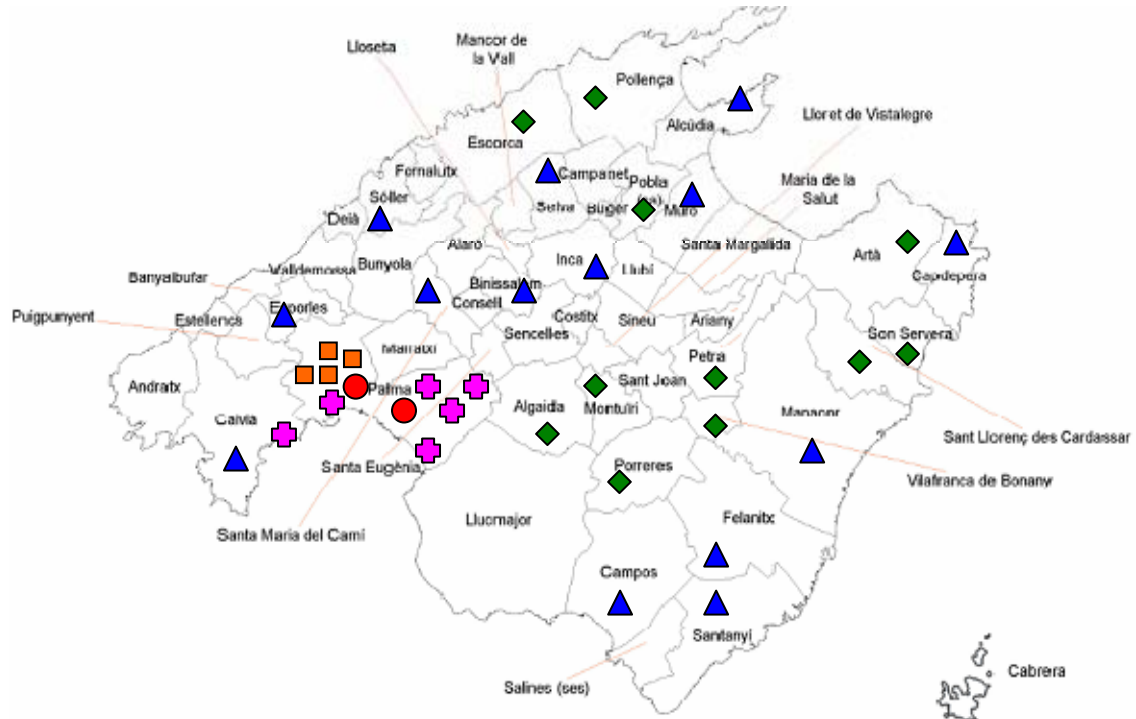 Lloseta
Mancor de
la Vall
Pollença
Alcúdia
Lloret de Vistalegre
Escorca
Fornalutx
Campanet
Pobla
(sa)
Maria de la
Salut
Sóller
Selva
Búger
Muro
Deià
Alaró
Santa Margalida
Artà
Banyalbufar
Valldemossa
Bunyola
Inca
Llubí
Capdepera
Binissalem
Consell
Puigpunyent
Estellencs
Esporles
Costitx
Sineu
Ariany
Sencelles
Son Servera
Marratxí
Petra
Andratx
Palma
Sant Joan
Algaida
Montuïri
Manacor
Calvià
Sant Llorenç des Cardassar
Santa Eugènia
Porreres
Vilafranca de Bonany
Llucmajor
Felanitx
Santa Maria del Camí
Campos
Santanyí
Cabrera
Salines (ses)